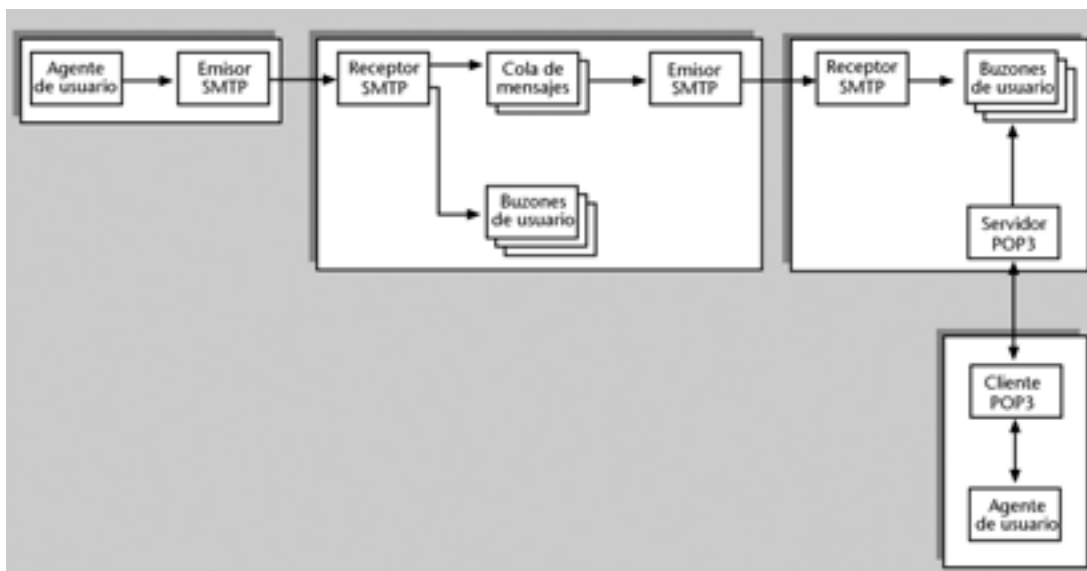 Agente
de usuario
Emisor
SMTP
Receptor
SMTP
Cola de
mensajes
Emisor
SMTP
Receptor
SMTP
Buzones
de usuario
Buzones
de usuario
Servidor
POP3
Cliente
POP3
Agente
de usuario